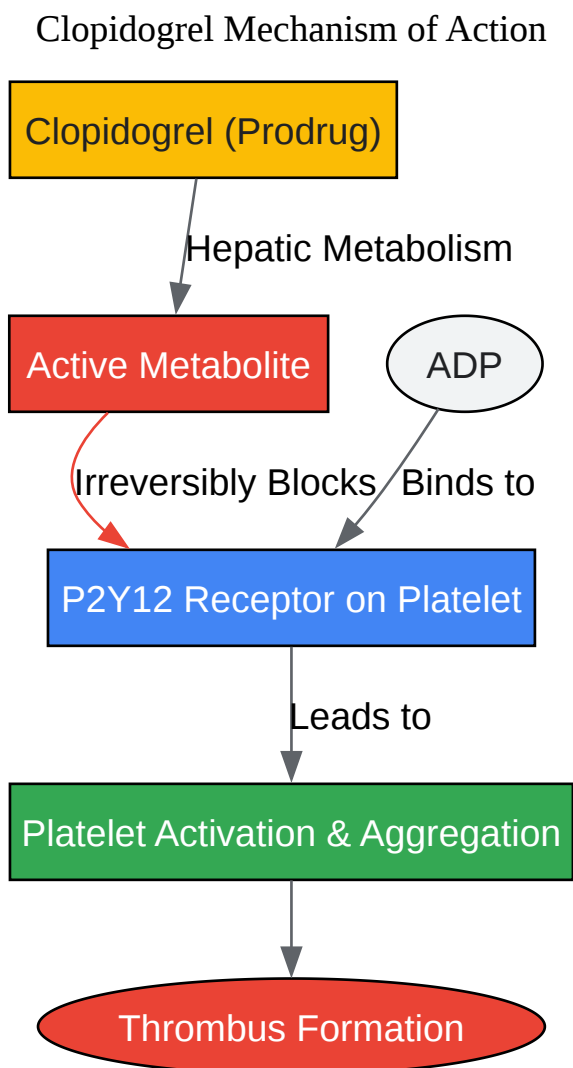 Clopidogrel Mechanism of Action
Clopidogrel (Prodrug)
Hepatic Metabolism
Active Metabolite
ADP
Irreversibly Blocks
Binds to
P2Y12 Receptor on Platelet
Leads to
Platelet Activation & Aggregation
Thrombus Formation